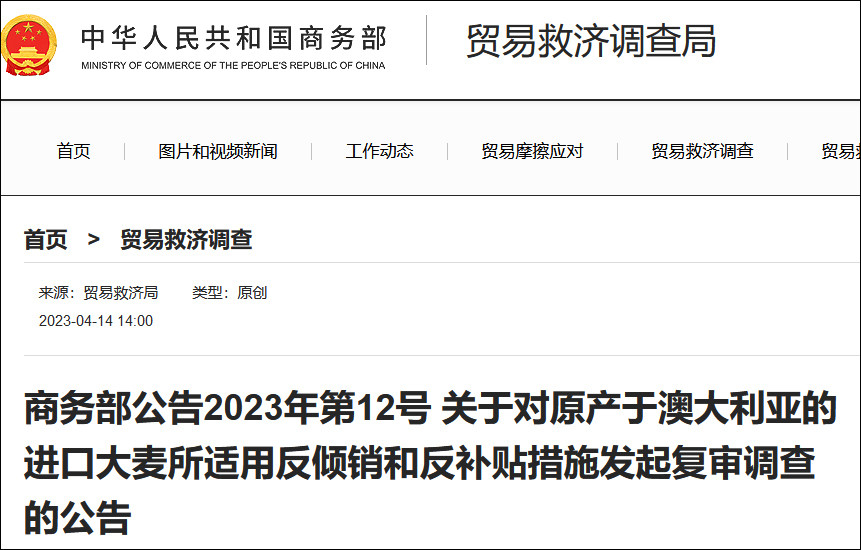 中华人民共和国商务部
MINISTRY OF COMMERCE OF THE PEOPLE'S REPUBLIC OF CHINA
贸易救济调查局
首页 图片和视频新闻 工作动态 贸易摩擦应对 贸易救济调查 贸易救
首页 > 贸易救济调查
来源：贸易救济局 类型：原创
2023-04-14 14:00
商务部公告2023年第12号 关于对原产于澳大利亚的
进口大麦所适用反倾销和反补贴措施发起复审调查
的公告